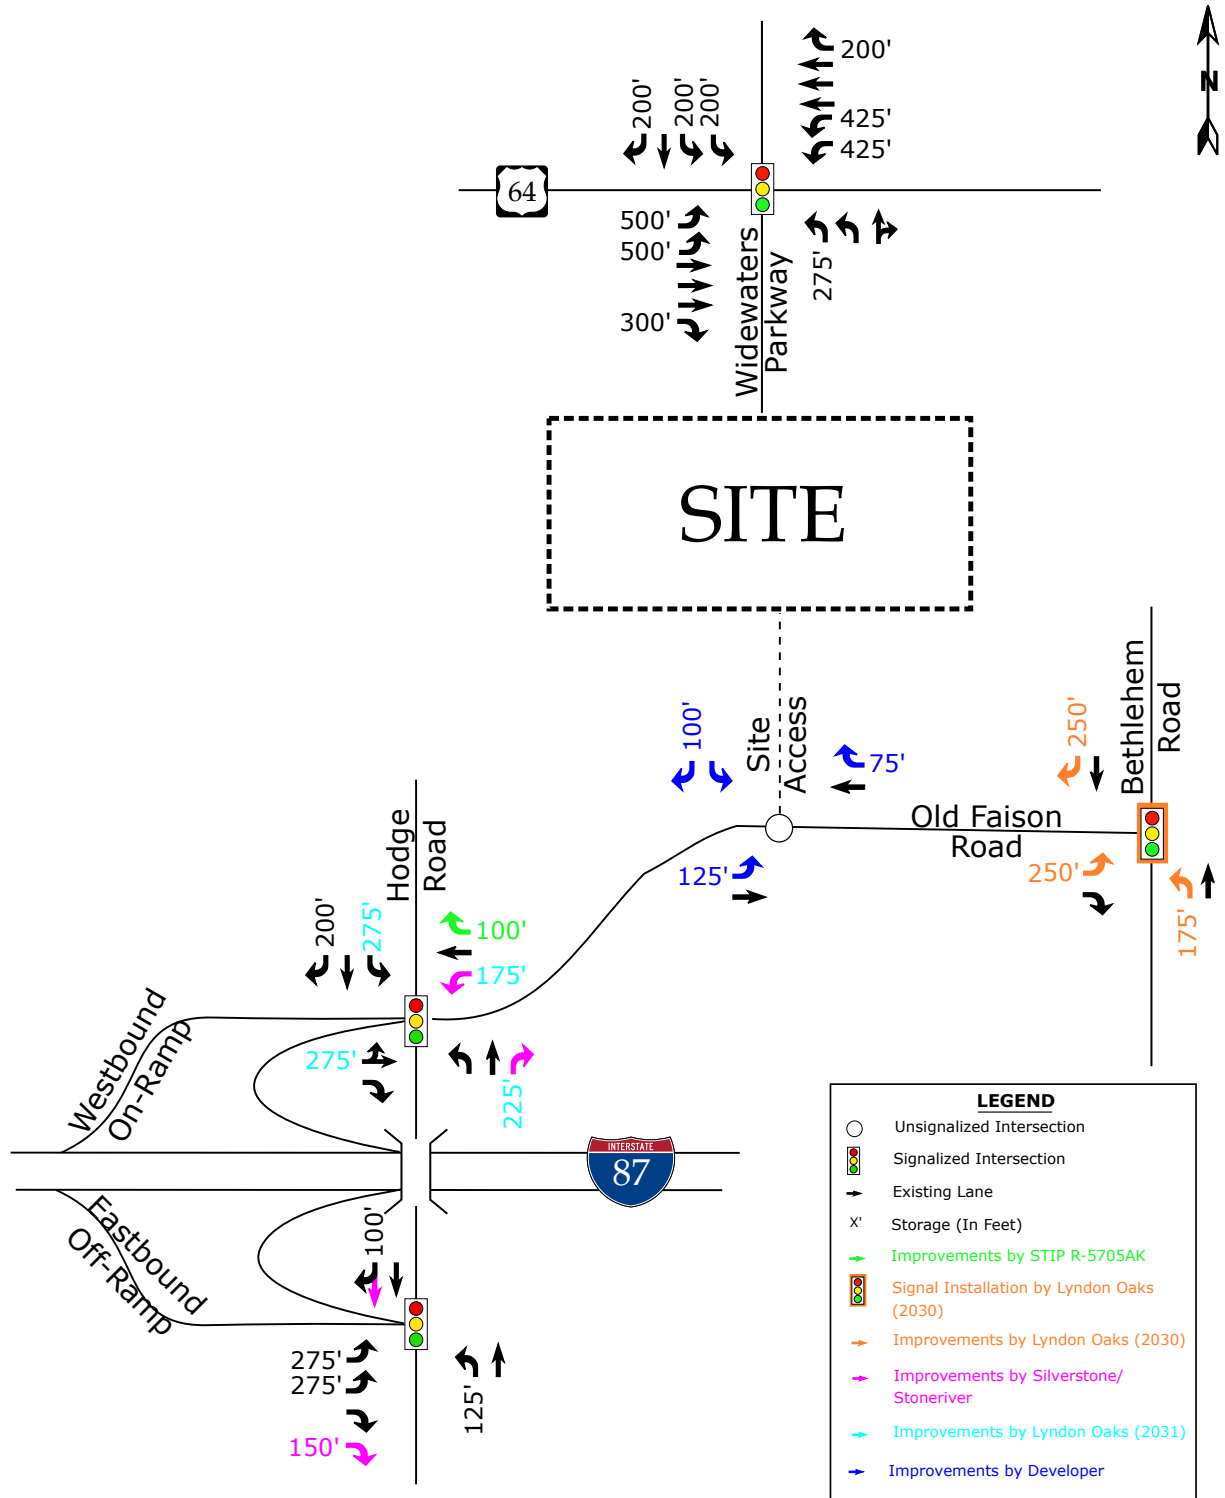 200'
N
200'
200'
200'
425'
425'
64
500'
500'
300'
275'
Widewaters
Parkway
SITE
Bethlehem
Road
250'
100'
Site
Access
75'
Old Faison
Road
125'
250'
175'
Hodge
Road
200'
275'
100'
175'
275'
225'
Westbound
On-Ramp
INTERSTATE
87
Eastbound
Off-Ramp
100'
275'
275'
150'
125'
LEGEND
Unsignalized Intersection
Signalized Intersection
Existing Lane
X' Storage (In Feet)
Improvements by STIP R-5705AK
Signal Installation by Lyndon Oaks
(2030)
Improvements by Lyndon Oaks (2030)
Improvements by Silverstone/
Stoneriver
Improvements by Lyndon Oaks (2031)
Improvements by Developer